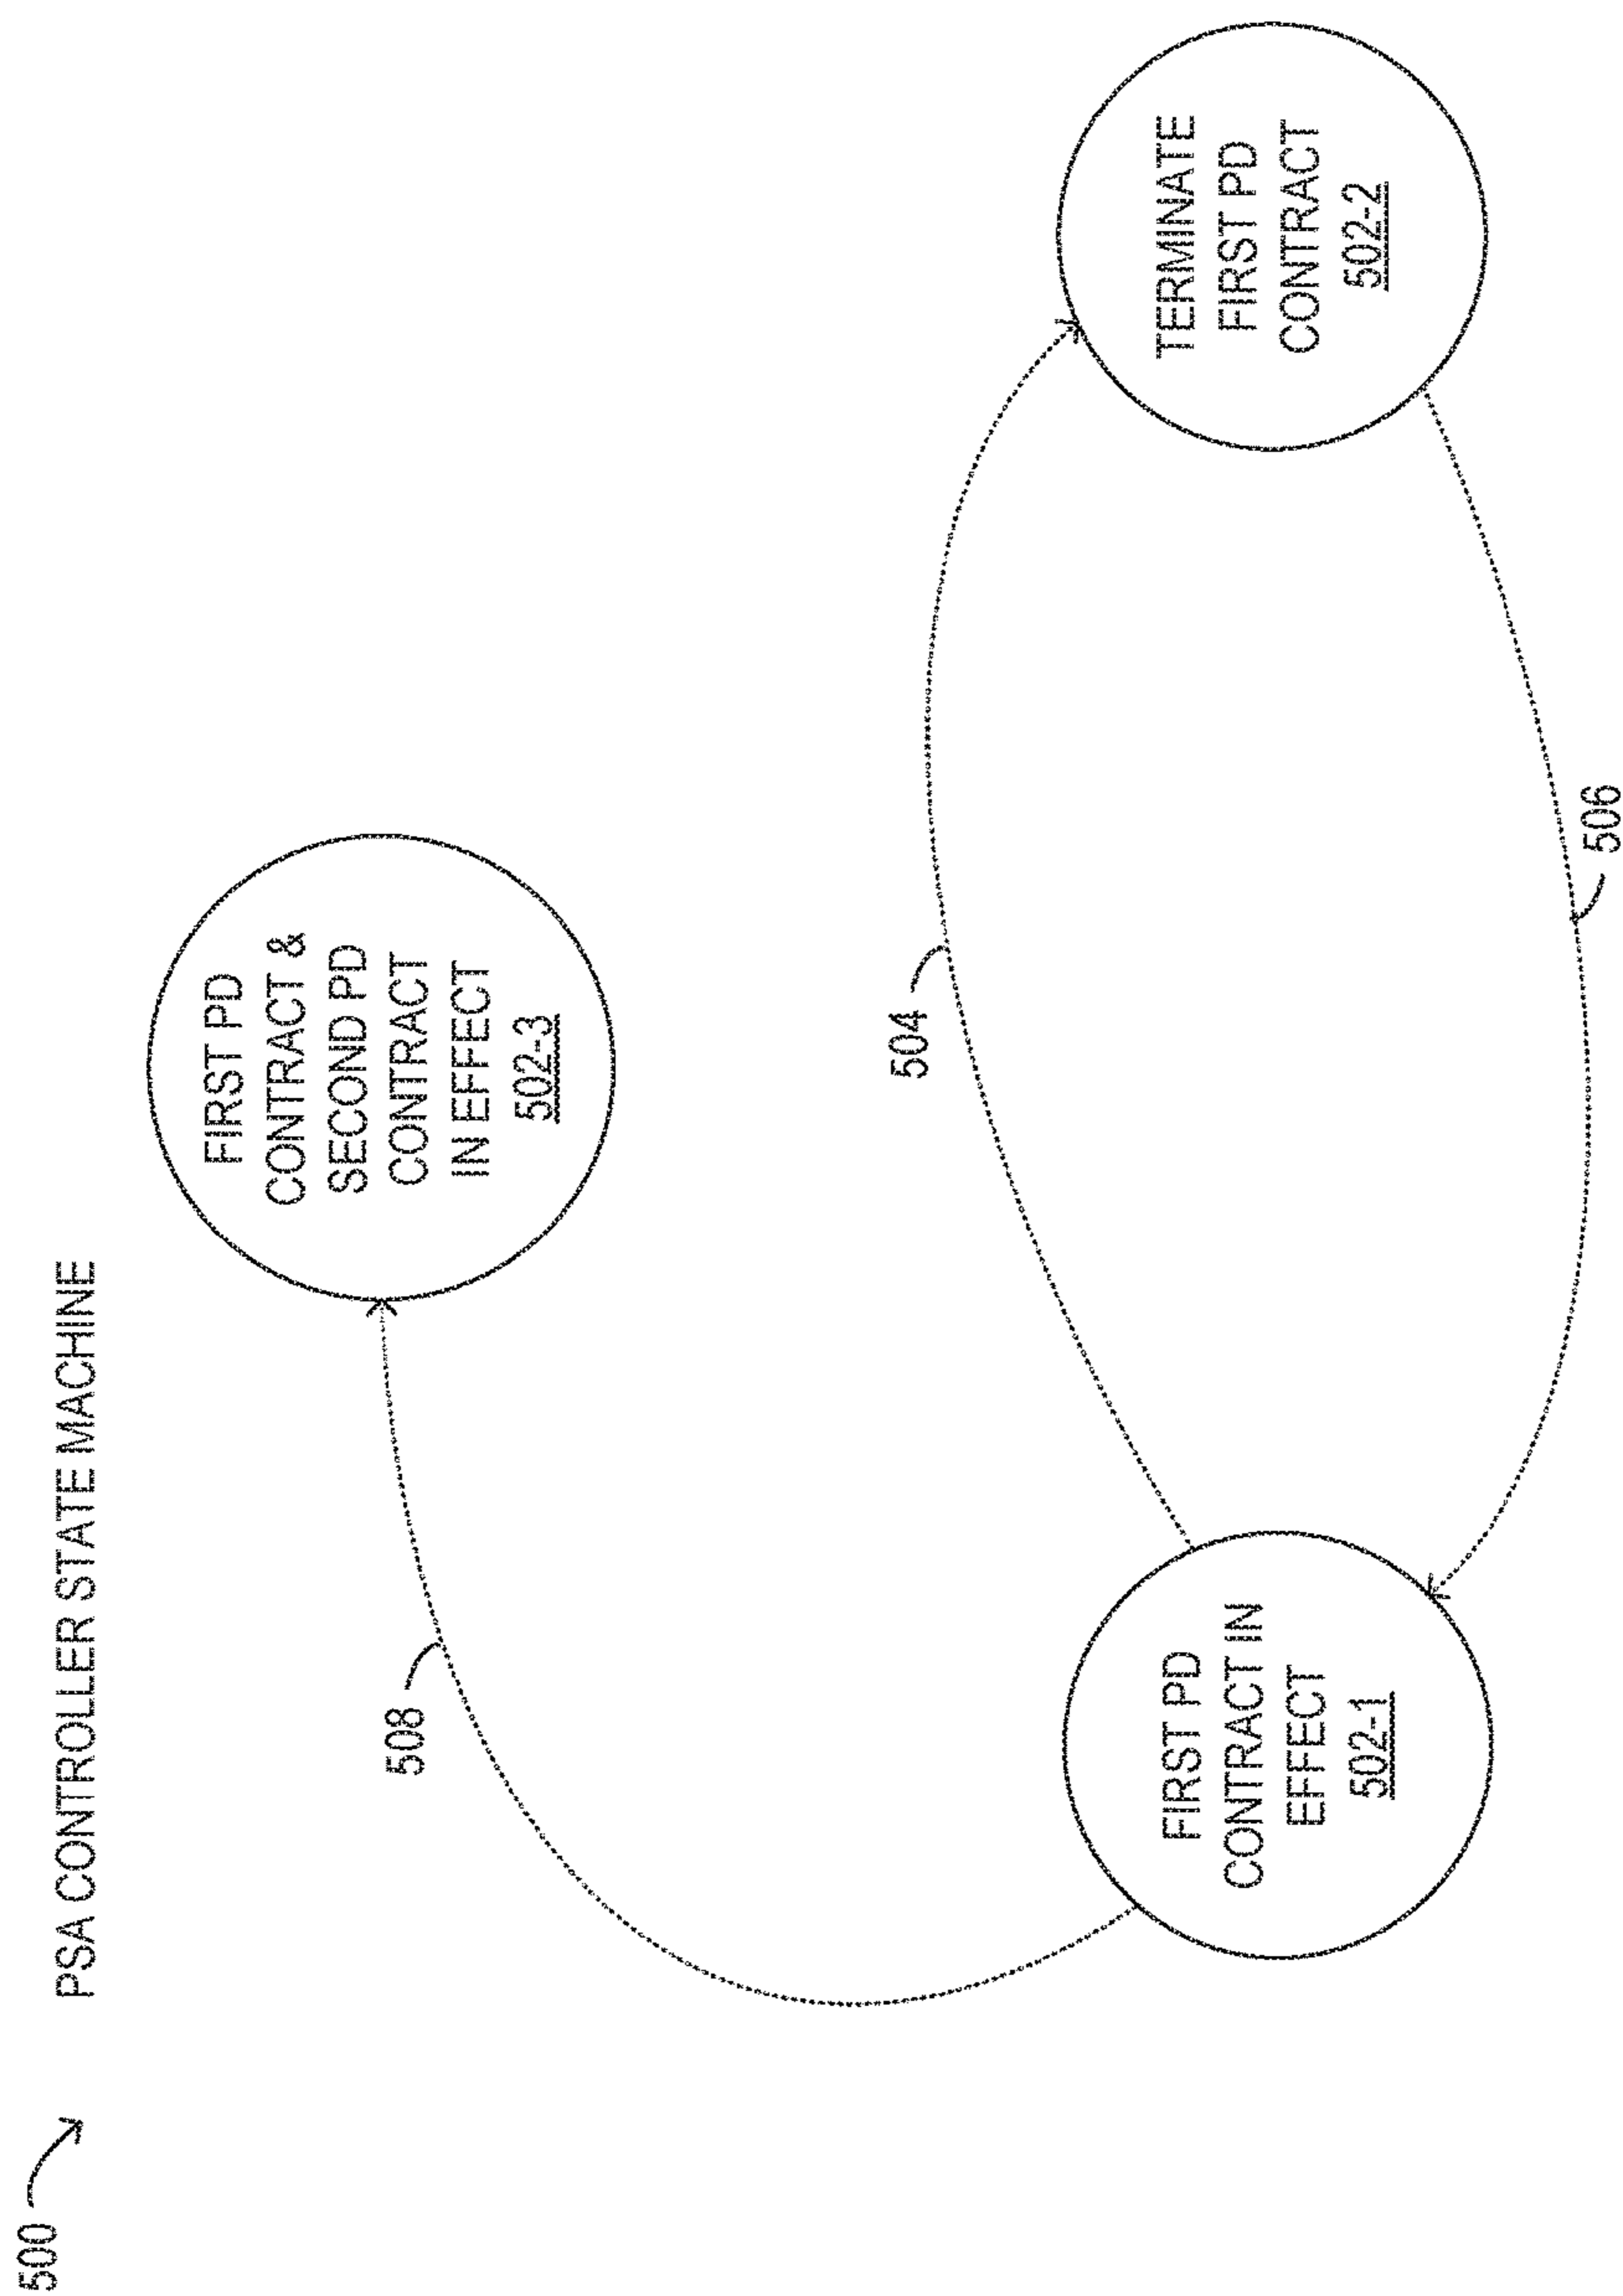 500
PSA CONTROLLER STATE MACHINE
508
FIRST PD
CONTRACT &
SECOND PD
CONTRACT
IN EFFECT
502-3
504
FIRST PD
CONTRACT IN
EFFECT
502-1
TERMINATE
FIRST PD
CONTRACT
502-2
506